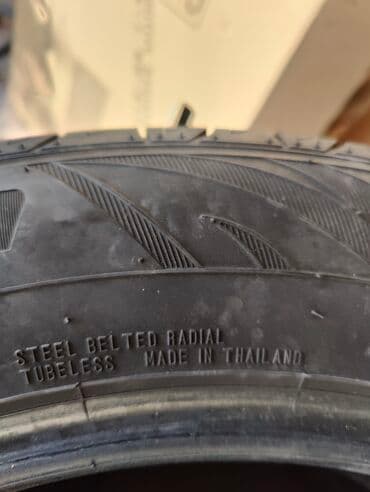 STEEL BELTED RADIAL
TUBELESS MADE IN THAILAND